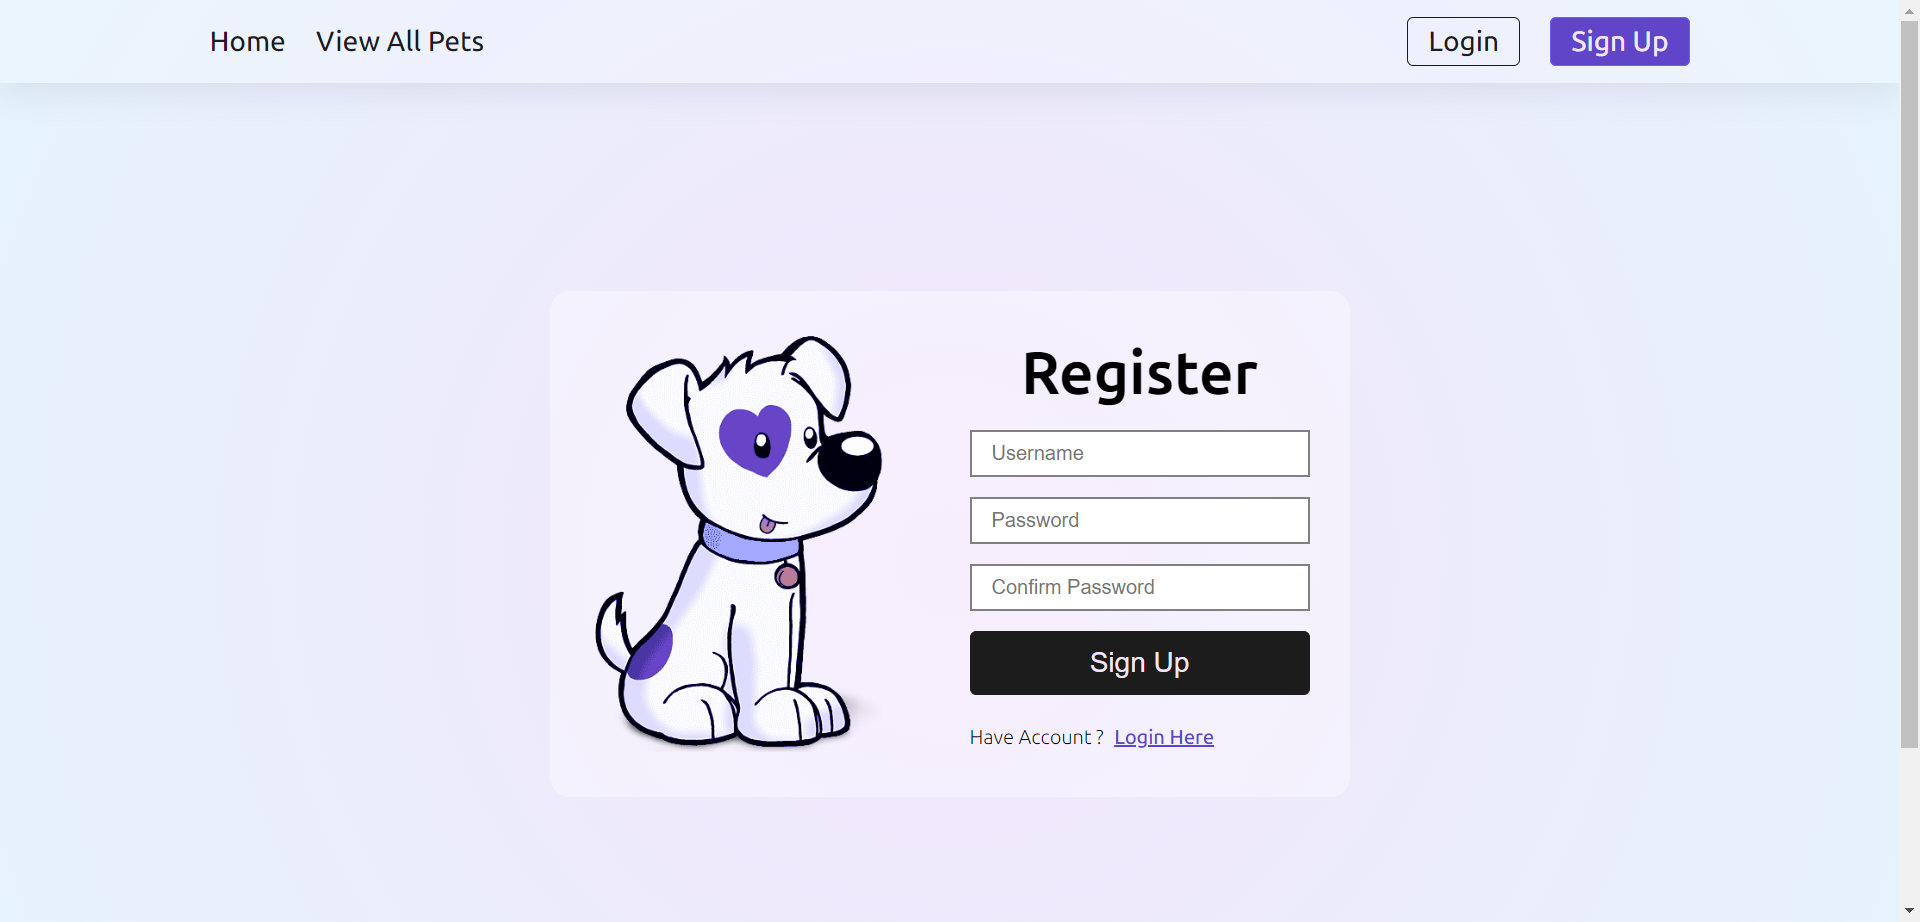 Home View All Pets Login Sign Up
Register
Username
Password
Confirm Password
Sign Up
Have Account ? Login Here